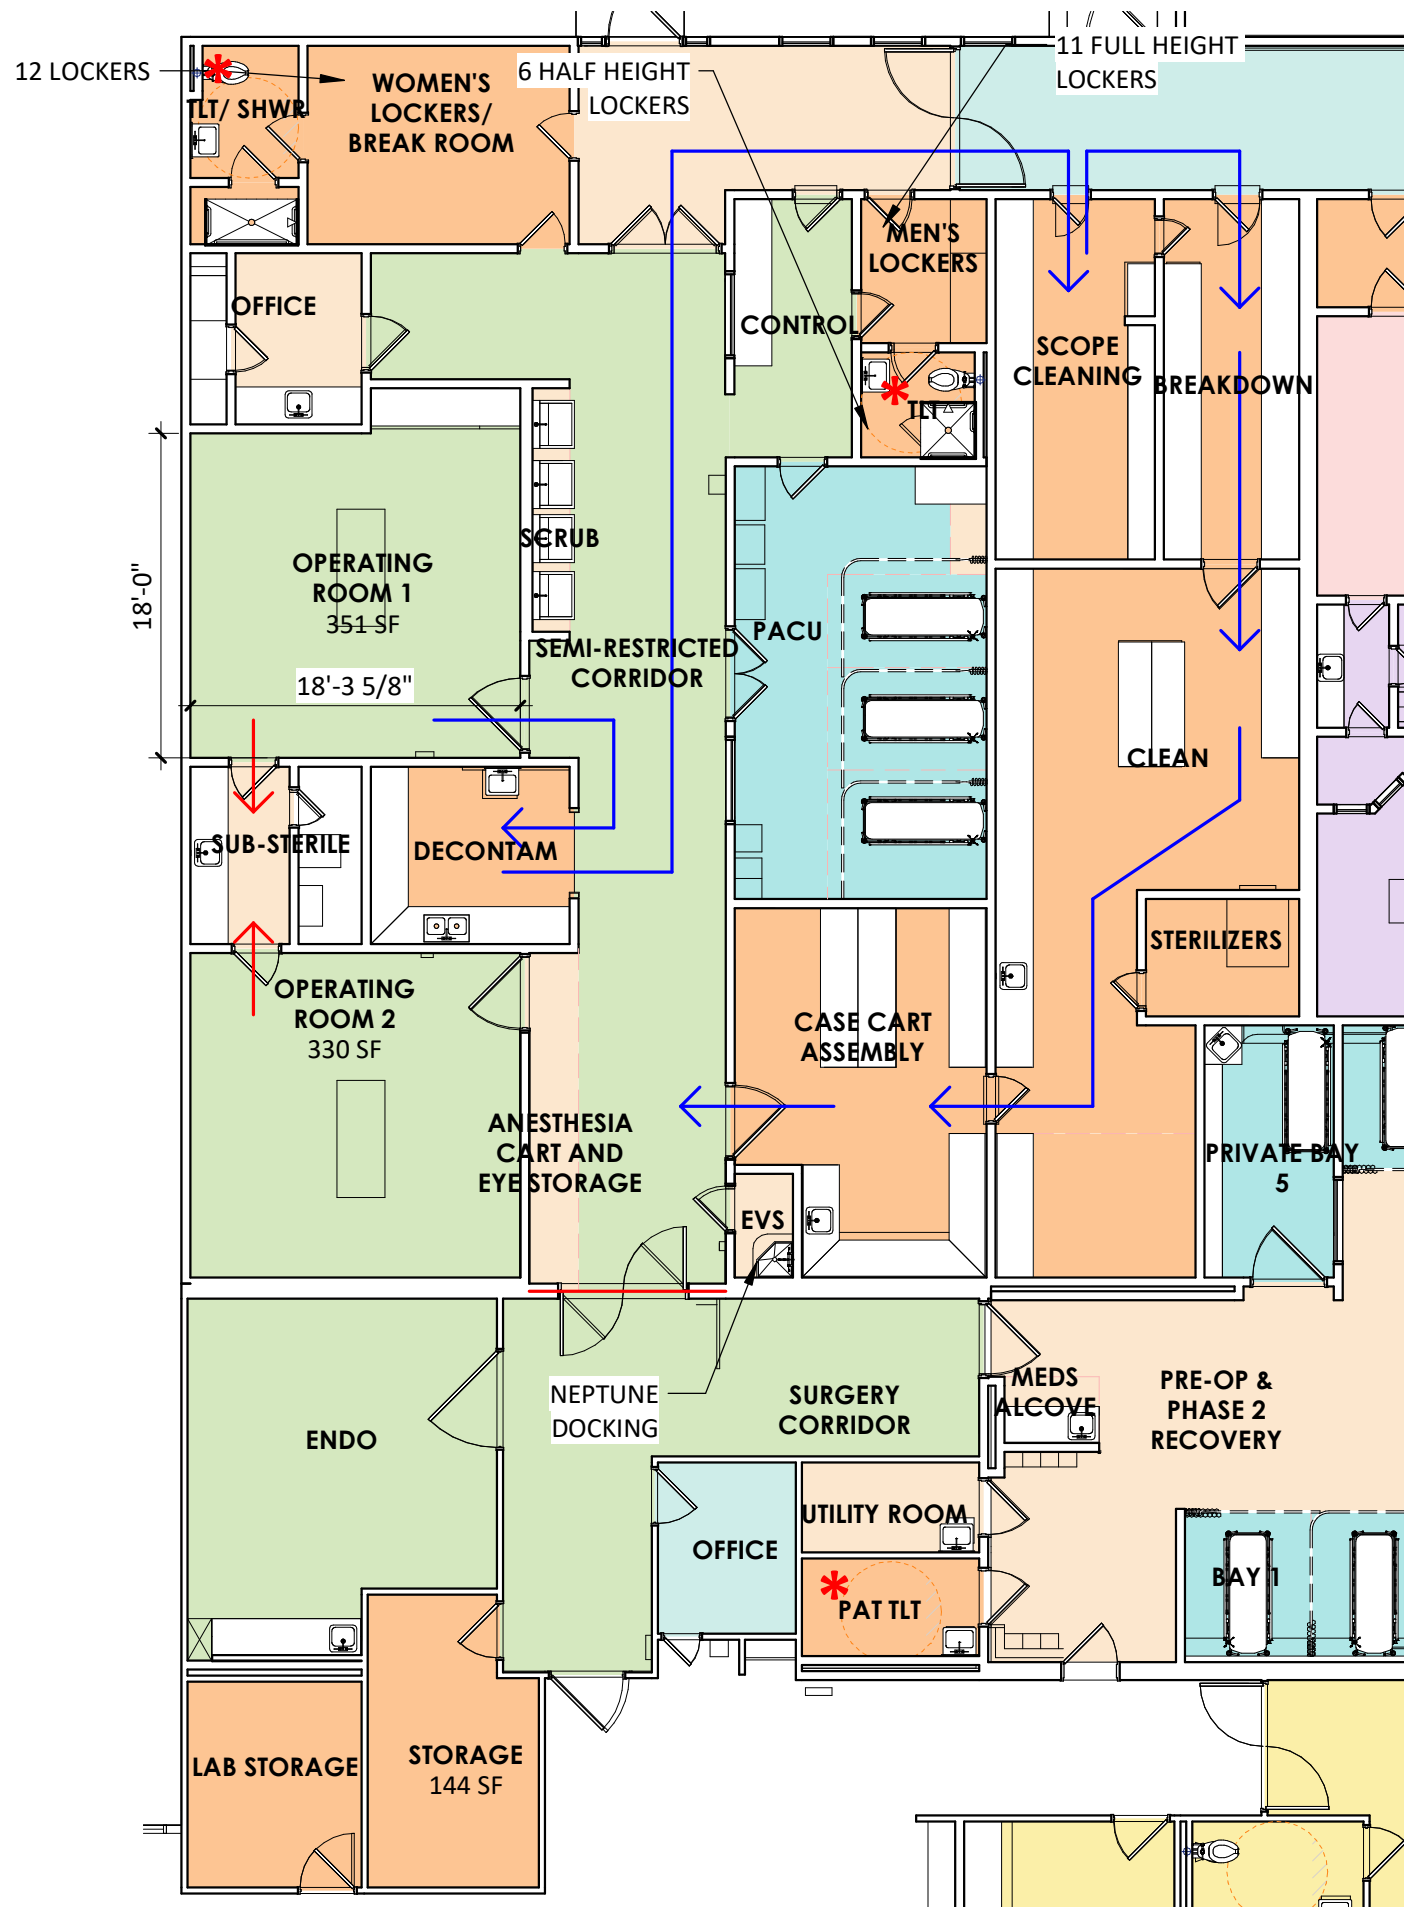 12 LOCKERS
TLT/ SHWR
WOMEN'S
LOCKERS/
BREAK ROOM
6 HALF HEIGHT
LOCKERS
11 FULL HEIGHT
LOCKERS
MEN'S
LOCKERS
OFFICE
CONTROL
SCOPE
CLEANING
BREAKDOWN
TLT
18'-0"
OPERATING
ROOM 1
351 SF
18'-3 5/8"
SCRUB
SEMI-RESTRICTED
CORRIDOR
PACU
CLEAN
SUB-STERILE
DECONTAM
STERILIZERS
OPERATING
ROOM 2
330 SF
CASE CART
ASSEMBLY
ANESTHESIA
CART AND
EYE STORAGE
PRIVATE BAY
5
EVS
NEPTUNE
DOCKING
SURGERY
CORRIDOR
MEDS
ALCOVE
PRE-OP &
PHASE 2
RECOVERY
ENDO
OFFICE
UTILITY ROOM
PAT TLT
BAY 1
LAB STORAGE
STORAGE
144 SF